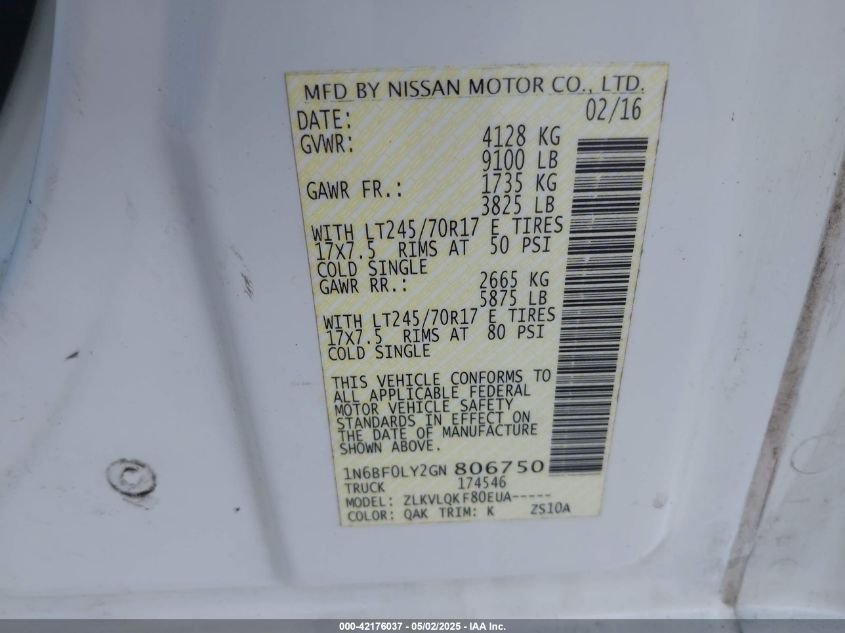 MFD BY NISSAN MOTOR CO., LTD.
DATE: 02/16
GVWR: 4128 KG
9100 LB
GAWR FR.: 1735 KG
3825 LB
WITH LT245/70R17 E TIRES
17X7.5 RIMS AT 50 PSI
COLD SINGLE
GAWR RR.: 2665 KG
5875 LB
WITH LT245/70R17 E TIRES
17X7.5 RIMS AT 80 PSI
COLD SINGLE
THIS VEHICLE CONFORMS TO
ALL APPLICABLE FEDERAL
MOTOR VEHICLE SAFETY
STANDARDS IN EFFECT ON
THE DATE OF MANUFACTURE
SHOWN ABOVE.
1N6BF0LY2GN 806750
TRUCK 174546
MODEL: ZLKVLQKF80EUA-----
COLOR: QAK TRIM: K ZS10A
000-42176037 - 05/02/2025 - IAA Inc.